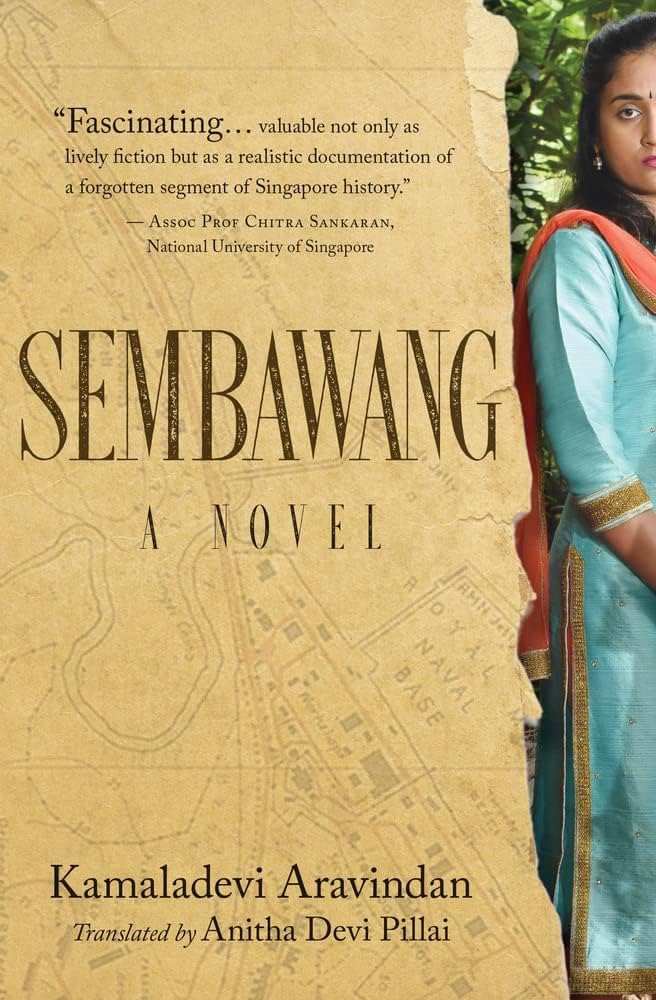 “Fascinating... valuable not only as
lively fiction but as a realistic documentation of
a forgotten segment of Singapore history.”
— Assoc Prof Chitra Sankaran,
National University of Singapore
SEMBAWANG
A NOVEL
ROYAL
NAVAL
BASE
Kamaladevi Aravindan
Translated by Anitha Devi Pillai